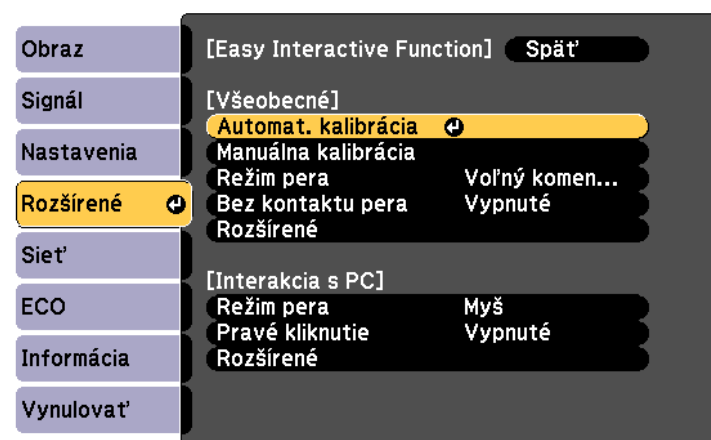 Obraz
Signál
Nastavenia
Rozšírené
Sieť
ECO
Informácia
Vynulovať
[Easy Interactive Function] Späť
[Všeobecné]
Automat. kalibrácia
Manuálna kalibrácia
Režim pera Voľný komen...
Bez kontaktu pera Vypnuté
Rozšírené
[Interakcia s PC]
Režim pera Myš
Pravé kliknutie Vypnuté
Rozšírené